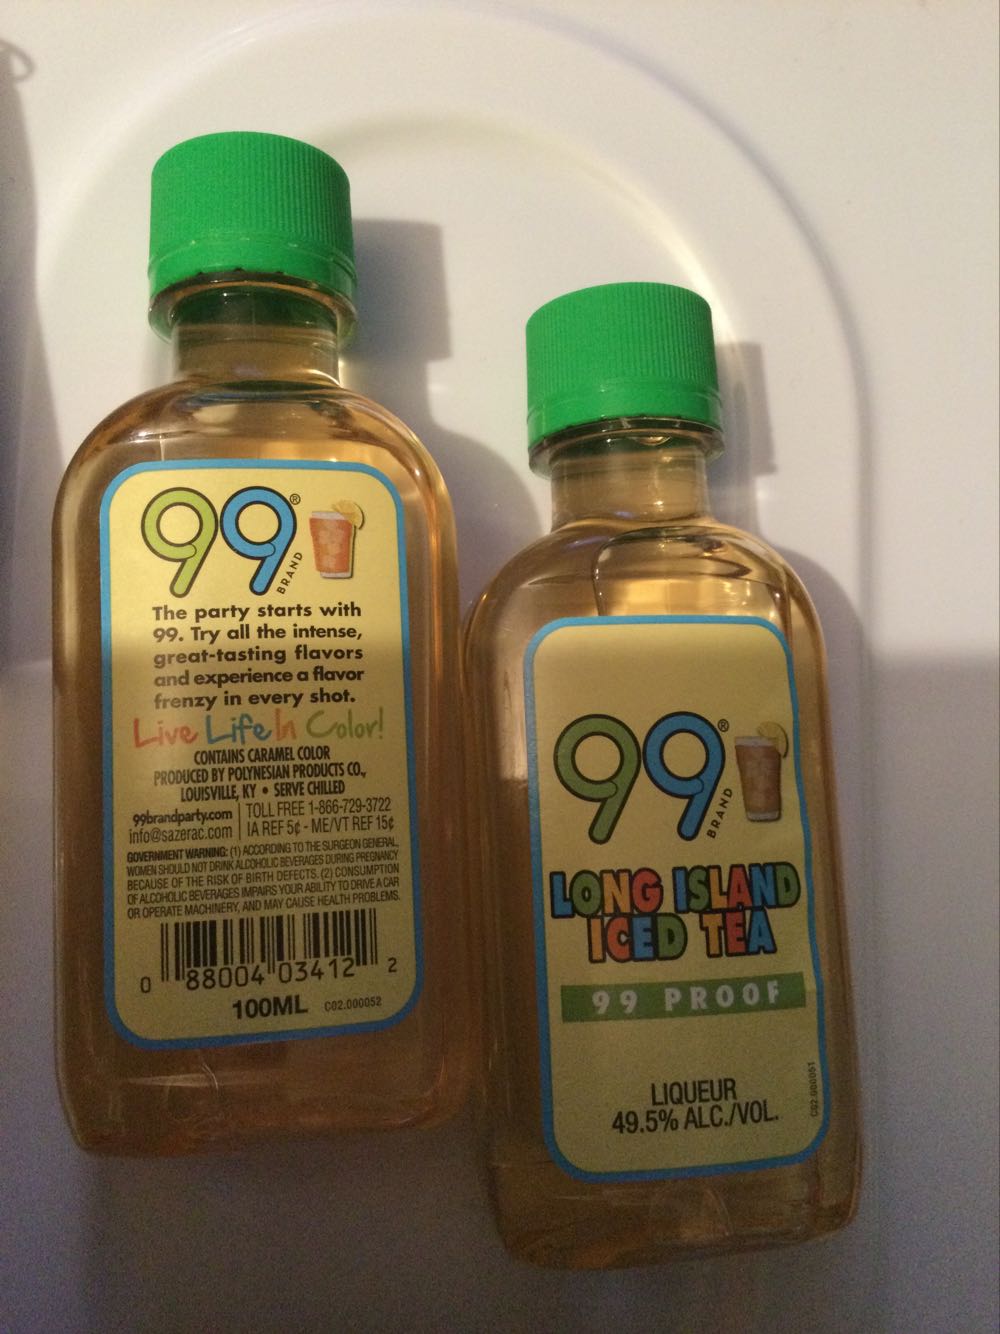 99®
BRAND
The party starts with
99. Try all the intense,
great-tasting flavors
and experience a flavor
frenzy in every shot.
Live Life In Color!
CONTAINS CARAMEL COLOR
PRODUCED BY POLYNESIAN PRODUCTS CO.,
LOUISVILLE, KY • SERVE CHILLED
99brandparty.com
info@sazerac.com
TOLL FREE 1-866-729-3722
IA REF 5¢ - ME/VT REF 15¢
GOVERNMENT WARNING: (1) ACCORDING TO THE SURGEON GENERAL,
WOMEN SHOULD NOT DRINK ALCOHOLIC BEVERAGES DURING PREGNANCY
BECAUSE OF THE RISK OF BIRTH DEFECTS. (2) CONSUMPTION
OF ALCOHOLIC BEVERAGES IMPAIRS YOUR ABILITY TO DRIVE A CAR
OR OPERATE MACHINERY, AND MAY CAUSE HEALTH PROBLEMS.
0 88004 03412 2
100ML C02.000052
99®
BRAND
LONG ISLAND
ICED TEA
99 PROOF
LIQUEUR
49.5% ALC./VOL.
C02.000051